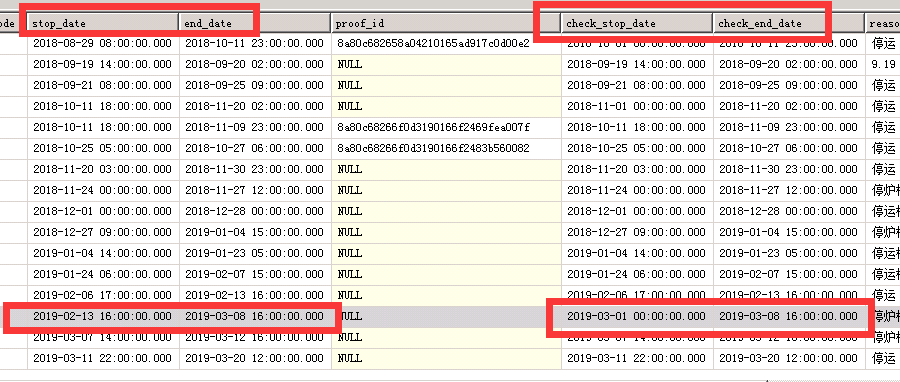 ode stop_date end_date proof_id check_stop_date check_end_date reaso
2018-08-29 08:00:00.000 2018-10-11 23:00:00.000 8a80c682658a04210165ad917c0d00e2 2018-10-01 00:00:00.000 2018-10-11 23:00:00.000 停运
2018-09-19 14:00:00.000 2018-09-20 02:00:00.000 NULL 2018-09-19 14:00:00.000 2018-09-20 02:00:00.000 9.19
2018-09-21 08:00:00.000 2018-09-25 09:00:00.000 NULL 2018-09-21 08:00:00.000 2018-09-25 09:00:00.000 停运
2018-10-11 18:00:00.000 2018-11-20 02:00:00.000 NULL 2018-11-01 00:00:00.000 2018-11-20 02:00:00.000 停运
2018-10-11 18:00:00.000 2018-11-09 23:00:00.000 8a80c68266f0d3190166f2469fea007f 2018-10-11 18:00:00.000 2018-11-09 23:00:00.000 停运
2018-10-25 05:00:00.000 2018-10-27 06:00:00.000 8a80c68266f0d3190166f2483b560082 2018-10-25 05:00:00.000 2018-10-27 06:00:00.000 停运
2018-11-20 03:00:00.000 2018-11-30 23:00:00.000 NULL 2018-11-20 03:00:00.000 2018-11-30 23:00:00.000 停运
2018-11-24 00:00:00.000 2018-11-27 12:00:00.000 NULL 2018-11-24 00:00:00.000 2018-11-27 12:00:00.000 停炉
2018-12-01 00:00:00.000 2018-12-28 00:00:00.000 NULL 2018-12-01 00:00:00.000 2018-12-28 00:00:00.000 停运
2018-12-27 09:00:00.000 2019-01-04 15:00:00.000 NULL 2018-12-27 09:00:00.000 2019-01-04 15:00:00.000 停炉
2019-01-04 14:00:00.000 2019-01-23 05:00:00.000 NULL 2019-01-04 14:00:00.000 2019-01-23 05:00:00.000 停运
2019-01-24 06:00:00.000 2019-02-07 15:00:00.000 NULL 2019-01-24 06:00:00.000 2019-02-07 15:00:00.000 停运
2019-02-06 17:00:00.000 2019-02-13 16:00:00.000 NULL 2019-02-06 17:00:00.000 2019-02-13 16:00:00.000 停运
2019-02-13 16:00:00.000 2019-03-08 16:00:00.000 NULL 2019-03-01 00:00:00.000 2019-03-08 16:00:00.000 停炉
2019-03-07 14:00:00.000 2019-03-12 16:00:00.000 NULL 2019-03-07 14:00:00.000 2019-03-12 16:00:00.000 停炉
2019-03-11 22:00:00.000 2019-03-20 12:00:00.000 NULL 2019-03-11 22:00:00.000 2019-03-20 12:00:00.000 停运